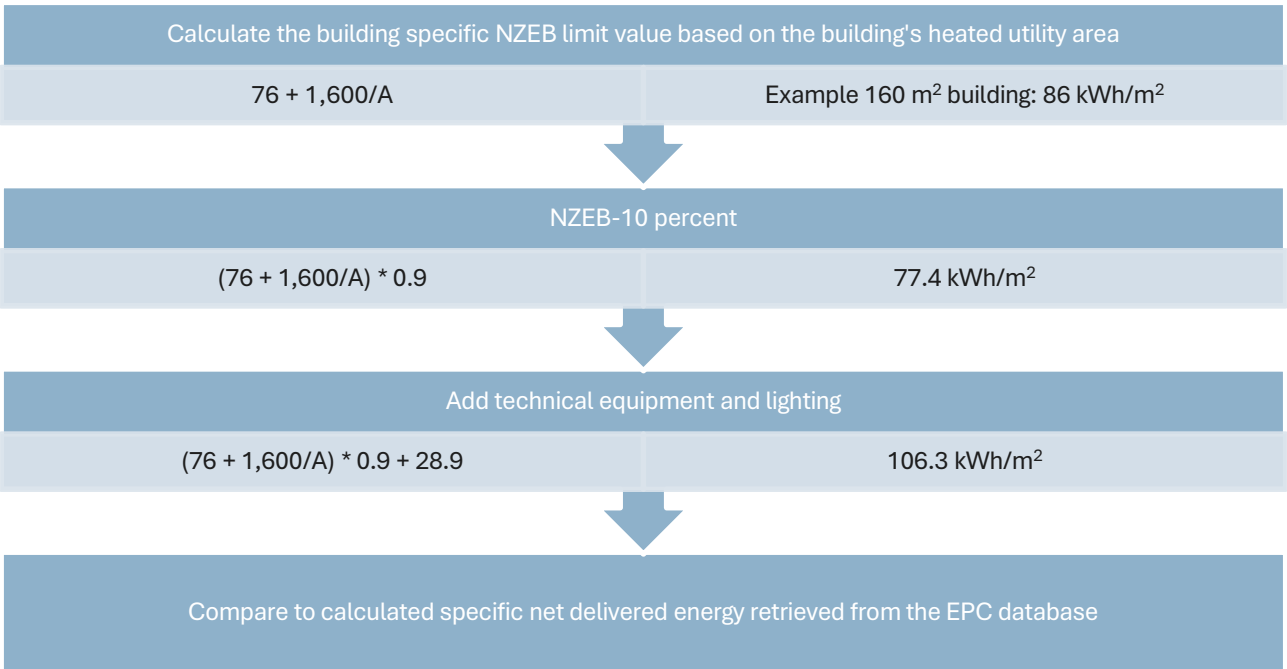 Calculate the building specific NZEB limit value based on the building's heated utility area
76 + 1,600/A
Example 160 m² building: 86 kWh/m²
NZEB-10 percent
(76 + 1,600/A) * 0.9
77.4 kWh/m²
Add technical equipment and lighting
(76 + 1,600/A) * 0.9 + 28.9
106.3 kWh/m²
Compare to calculated specific net delivered energy retrieved from the EPC database